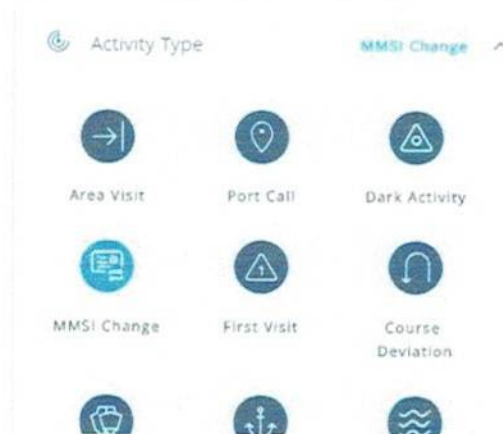 Activity Type MMSI Change
Area Visit Port Call Dark Activity
MMSI Change First Visit Course
Deviation